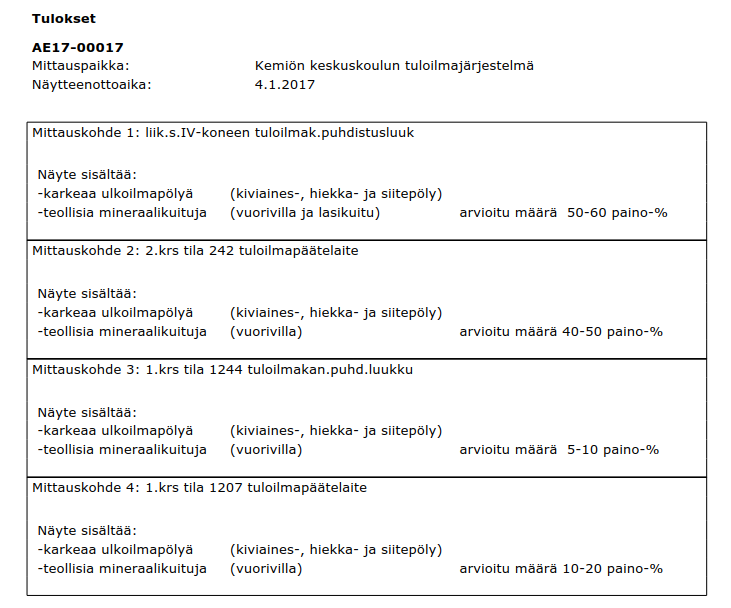 Tulokset
AE17-00017
Mittauspaikka: Kemiön keskuskoulun tuloilmajärjestelmä
Näytteenottoaika: 4.1.2017
Mittauskohde 1: liik.s.IV-koneen tuloilmak.puhdistusluuk
Näyte sisältää:
-karkeaa ulkoilmapölyä (kiviaines-, hiekka- ja siitepöly)
-teollisia mineraalikuituja (vuorivilla ja lasikuitu) arvioitu määrä 50-60 paino-%
Mittauskohde 2: 2.krs tila 242 tuloilmapäätelaite
Näyte sisältää:
-karkeaa ulkoilmapölyä (kiviaines-, hiekka- ja siitepöly)
-teollisia mineraalikuituja (vuorivilla) arvioitu määrä 40-50 paino-%
Mittauskohde 3: 1.krs tila 1244 tuloilmakan.puhd.luukku
Näyte sisältää:
-karkeaa ulkoilmapölyä (kiviaines-, hiekka- ja siitepöly)
-teollisia mineraalikuituja (vuorivilla) arvioitu määrä 5-10 paino-%
Mittauskohde 4: 1.krs tila 1207 tuloilmapäätelaite
Näyte sisältää:
-karkeaa ulkoilmapölyä (kiviaines-, hiekka- ja siitepöly)
-teollisia mineraalikuituja (vuorivilla) arvioitu määrä 10-20 paino-%